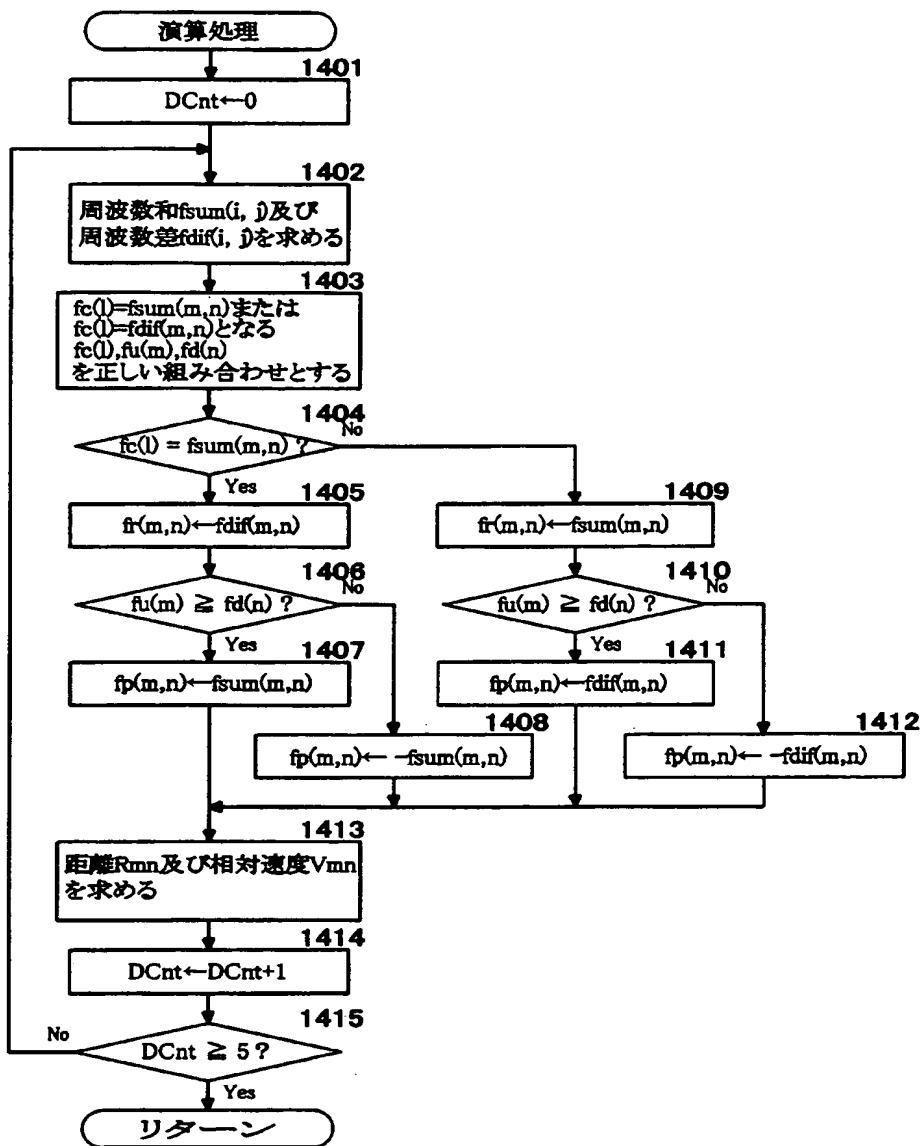 演算処理
1401
DCnt←0
1402
周波数和fsum(i, j)及び
周波数差fdif(i, j)を求める
1403
fc(l)=fsum(m,n)または
fc(l)=fdif(m,n)となる
fc(l),fu(m),fd(n)
を正しい組み合わせとする
1404
fc(l) = fsum(m,n) ?
No
Yes
1405
fr(m,n)←fdif(m,n)
1409
fr(m,n)←fsum(m,n)
1406
fu(m) ≧ fd(n) ?
No
Yes
1410
fu(m) ≧ fd(n) ?
No
Yes
1407
fp(m,n)←fsum(m,n)
1411
fp(m,n)←fdif(m,n)
1408
fp(m,n)← -fsum(m,n)
1412
fp(m,n)← -fdif(m,n)
1413
距離Rmn及び相対速度Vmn
を求める
1414
DCnt←DCnt+1
1415
DCnt ≧ 5 ?
No
Yes
リターン